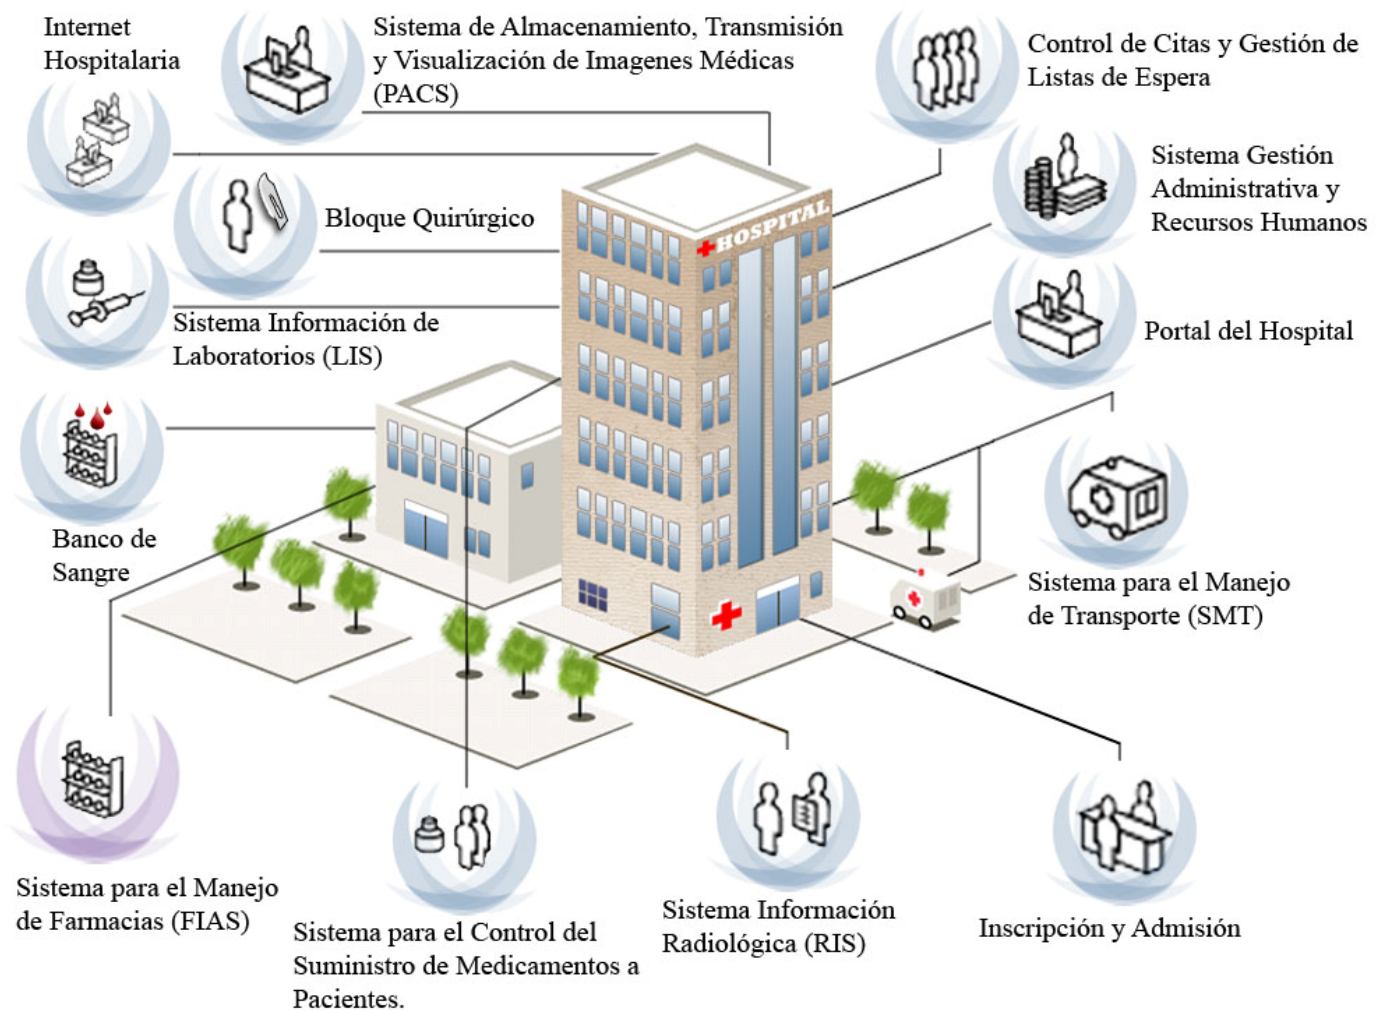 Internet
Hospitalaria
Sistema de Almacenamiento, Transmisión
y Visualización de Imagenes Médicas
(PACS)
Control de Citas y Gestión de
Listas de Espera
Sistema Gestión
Administrativa y
Recursos Humanos
Bloque Quirúrgico
HOSPITAL
Sistema Información de
Laboratorios (LIS)
Portal del Hospital
Banco de
Sangre
Sistema para el Manejo
de Transporte (SMT)
Sistema para el Manejo
de Farmacias (FIAS)
Sistema para el Control del
Suministro de Medicamentos a
Pacientes.
Sistema Información
Radiológica (RIS)
Inscripción y Admisión